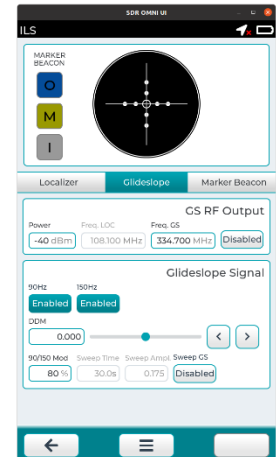 SDR OMNI UI
ILS
MARKER
BEACON
O
M
I
Localizer Glideslope Marker Beacon
GS RF Output
Power Freq. LOC Freq. GS
-40 dBm 108.100 MHz 334.700 MHz Disabled
Glideslope Signal
90Hz 150Hz
Enabled Enabled
DDM
0.000
90/150 Mod Sweep Time Sweep Ampl. Sweep GS
80 % 30.0s 0.175 Disabled